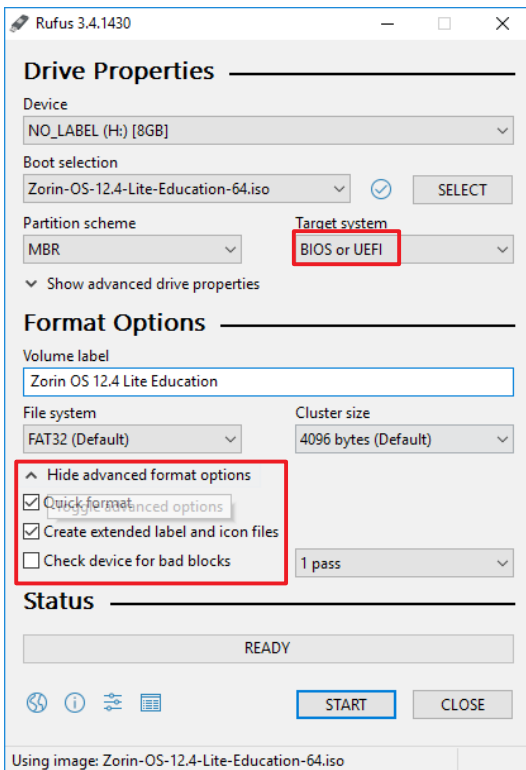 Rufus 3.4.1430
Drive Properties
Device
NO_LABEL (H:) [8GB]
Boot selection
Zorin-OS-12.4-Lite-Education-64.iso SELECT
Partition scheme Target system
MBR BIOS or UEFI
Show advanced drive properties
Format Options
Volume label
Zorin OS 12.4 Lite Education
File system Cluster size
FAT32 (Default) 4096 bytes (Default)
Hide advanced format options
Quick format
Toggle advanced options
Create extended label and icon files
Check device for bad blocks 1 pass
Status
READY
START CLOSE
Using image: Zorin-OS-12.4-Lite-Education-64.iso